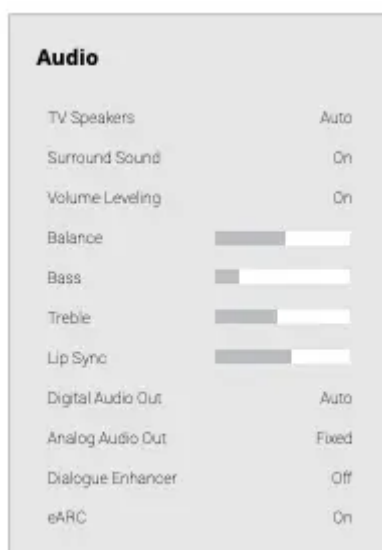 Audio
TV Speakers Auto
Surround Sound On
Volume Leveling On
Balance
Bass
Treble
Lip Sync
Digital Audio Out Auto
Analog Audio Out Fixed
Dialogue Enhancer Off
eARC On